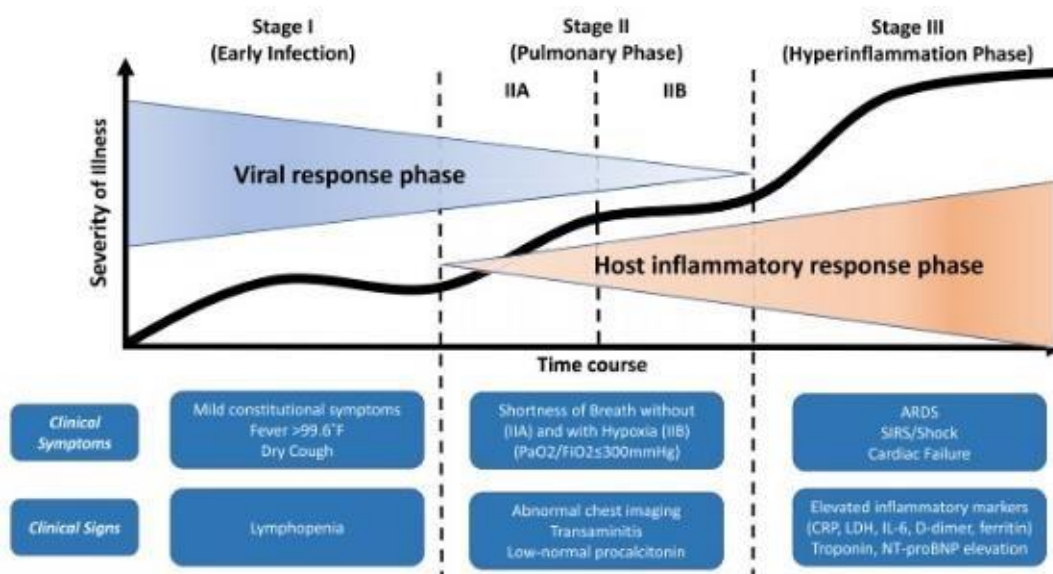 Stage I
(Early Infection)
Stage II
(Pulmonary Phase)
Stage III
(Hyperinflammation Phase)
IIA
IIB
Severity of Illness
Viral response phase
Host inflammatory response phase
Time course
Clinical
Symptoms
Mild constitutional symptoms
Fever >99.6°F
Dry Cough
Shortness of Breath without
(IIA) and with Hypoxia (IIB)
(PaO2/FiO2≤300mmHg)
ARDS
SIRS/Shock
Cardiac Failure
Clinical Signs
Lymphopenia
Abnormal chest imaging
Transaminitis
Low-normal procalcitonin
Elevated inflammatory markers
(CRP, LDH, IL-6, D-dimer, ferritin)
Troponin, NT-proBNP elevation